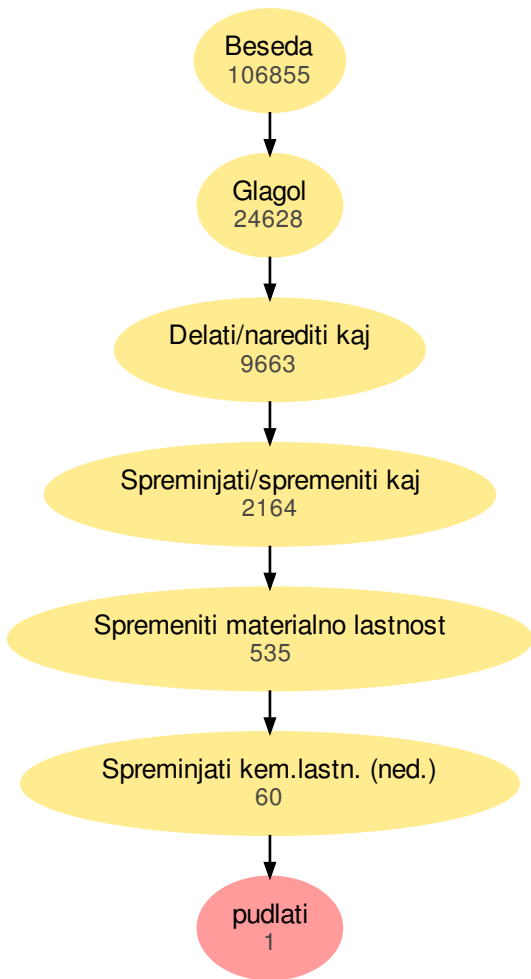 Beseda
106855
Glagol
24628
Delati/narediti kaj
9663
Spreminjati/spremeniti kaj
2164
Spremeniti materialno lastnost
535
Spreminjati kem.lastn. (ned.)
60
pudlati
1